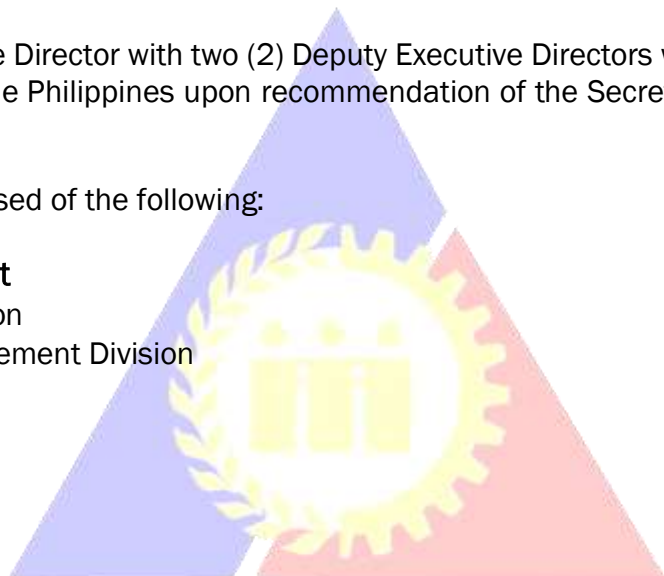 e Director with two (2) Deputy Executive Directors
e Philippines upon recommendation of the Secre
sed of the following:
t
on
ement Division